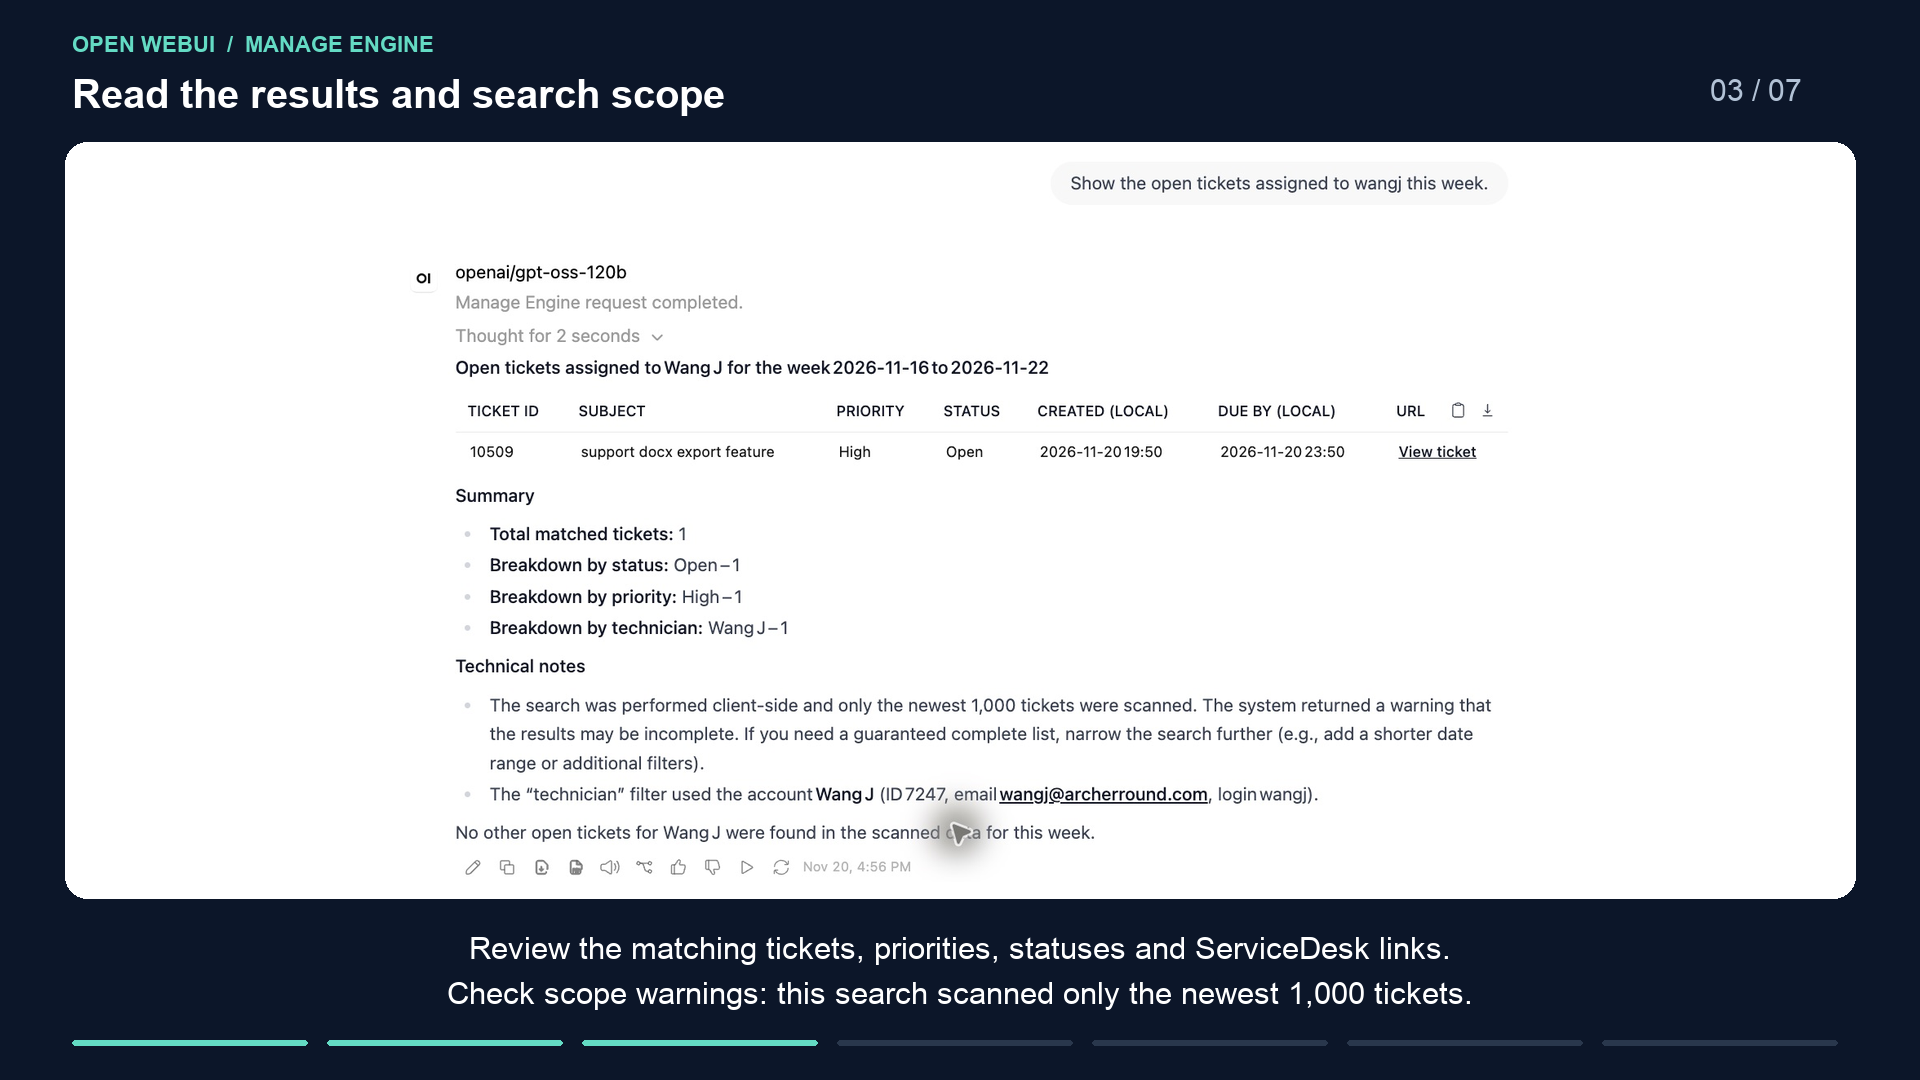 OPEN WEBUI / MANAGE ENGINE
Read the results and search scope
03 / 07
Show the open tickets assigned to wangj this week.
OI
openai/gpt-oss-120b
Manage Engine request completed.
Thought for 2 seconds
Open tickets assigned to Wang J for the week 2026-11-16 to 2026-11-22
TICKET ID SUBJECT PRIORITY STATUS CREATED (LOCAL) DUE BY (LOCAL) URL
10509 support docx export feature High Open 2026-11-20 19:50 2026-11-20 23:50 View ticket
Summary
Total matched tickets: 1
Breakdown by status: Open – 1
Breakdown by priority: High – 1
Breakdown by technician: Wang J – 1
Technical notes
The search was performed client-side and only the newest 1,000 tickets were scanned. The system returned a warning that
the results may be incomplete. If you need a guaranteed complete list, narrow the search further (e.g., add a shorter date
range or additional filters).
The “technician” filter used the account Wang J (ID 7247, email wangj@archerround.com, login wangj).
No other open tickets for Wang J were found in the scanned for this week.
Nov 20, 4:56 PM
Review the matching tickets, priorities, statuses and ServiceDesk links.
Check scope warnings: this search scanned only the newest 1,000 tickets.